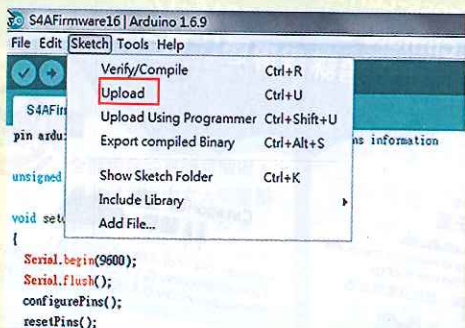 S4AFirmware16 | Arduino 1.6.9
File Edit Sketch Tools Help
Verify/Compile Ctrl+R
Upload Ctrl+U
S4AFir
Upload Using Programmer Ctrl+Shift+U
pin ardu
Export compiled Binary Ctrl+Alt+S
ns information
unsigned
Show Sketch Folder Ctrl+K
Include Library
void setu
Add File...
{
Serial.begin(9600);
Serial.flush();
configurePins();
resetPins();